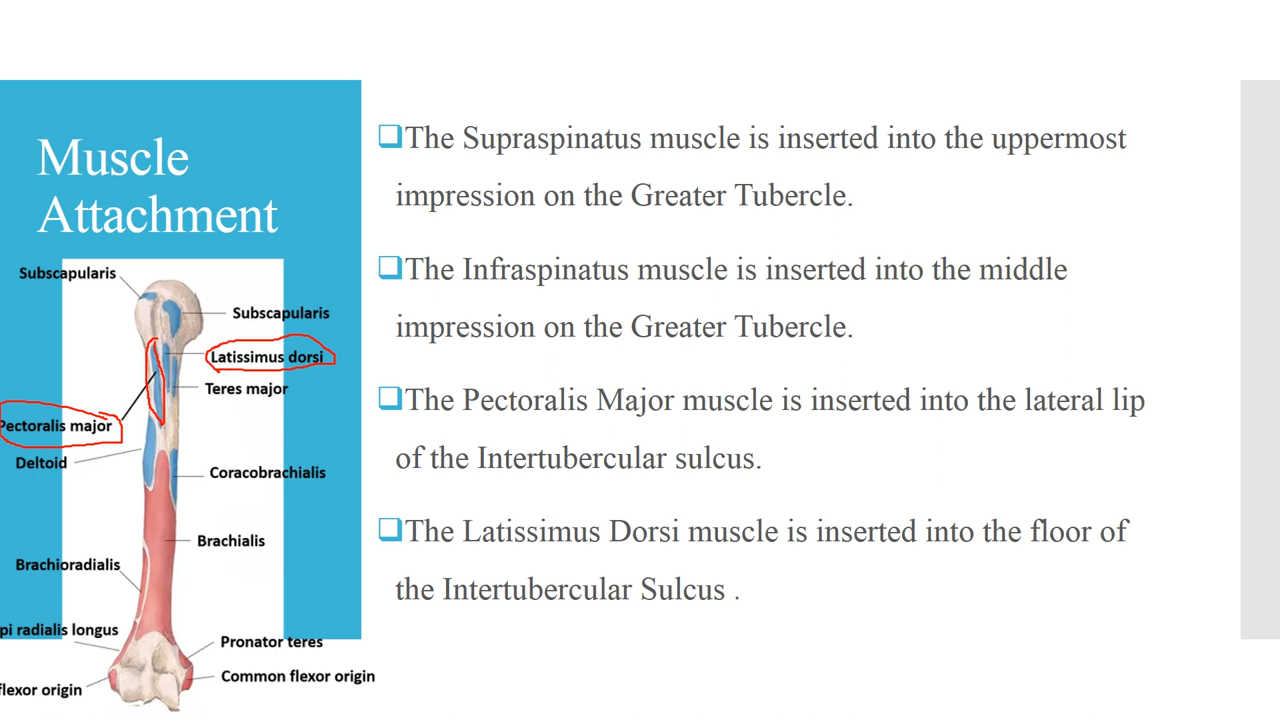 Muscle
Attachment
❑The Supraspinatus muscle is inserted into the uppermost
impression on the Greater Tubercle.
❑The Infraspinatus muscle is inserted into the middle
impression on the Greater Tubercle.
❑The Pectoralis Major muscle is inserted into the lateral lip
of the Intertubercular sulcus.
❑The Latissimus Dorsi muscle is inserted into the floor of
the Intertubercular Sulcus .
Subscapularis
Subscapularis
Latissimus dorsi
Teres major
Pectoralis major
Deltoid
Coracobrachialis
Brachialis
Brachioradialis
pi radialis longus
Pronator teres
Common flexor origin
flexor origin